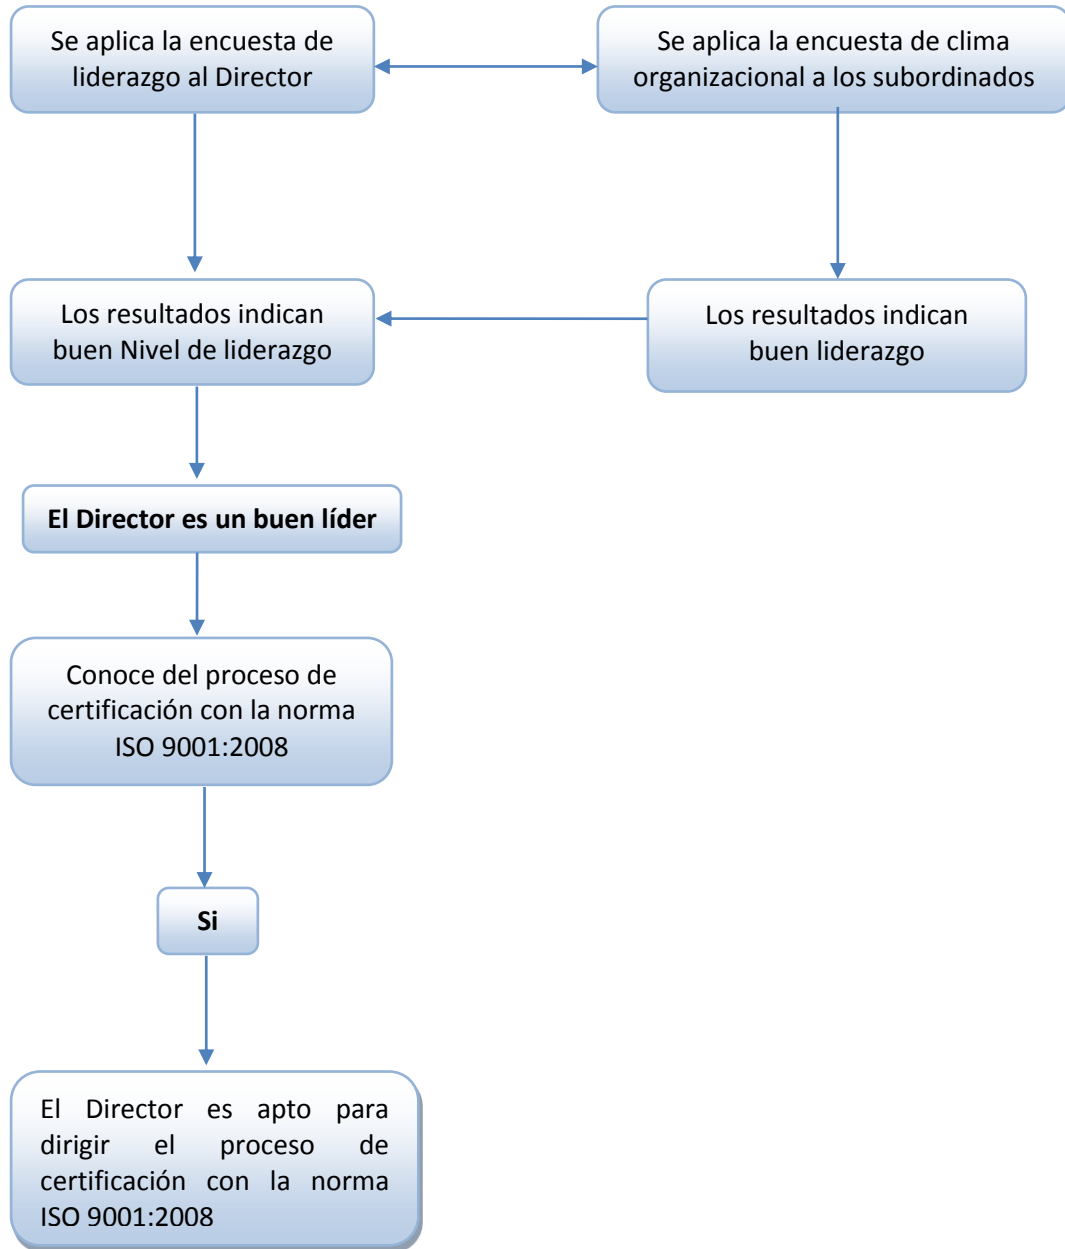 Se aplica la encuesta de
liderazgo al Director
Se aplica la encuesta de clima
organizacional a los subordinados
Los resultados indican
buen Nivel de liderazgo
Los resultados indican
buen liderazgo
El Director es un buen líder
Conoce del proceso de
certificación con la norma
ISO 9001:2008
Si
El Director es apto para
dirigir el proceso de
certificación con la norma
ISO 9001:2008